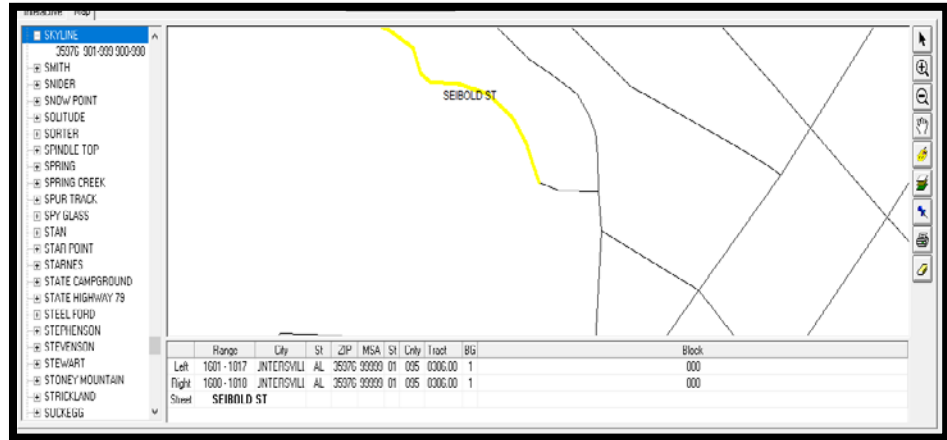 Interactive Map
SKYLINE
35976 901-999 900-998
SMITH
SNIDER
SNOW POINT
SOLITUDE
SORTER
SPINDLE TOP
SPRING
SPRING CREEK
SPUR TRACK
SPY GLASS
STAN
STAR POINT
STARNES
STATE CAMPGROUND
STATE HIGHWAY 79
STEEL FORD
STEPHENSON
STEVENSON
STEWART
STONEY MOUNTAIN
STRICKLAND
SUCKEGG
SEIBOLD ST
Range City St ZIP MSA St Cnty Tract BG Block
Left 1601 - 1017 JNTERSVILL AL 35976 99999 01 095 0306.00 1 000
Right 1600 - 1010 JNTERSVILL AL 35976 99999 01 095 0306.00 1 000
Street SEIBOLD ST